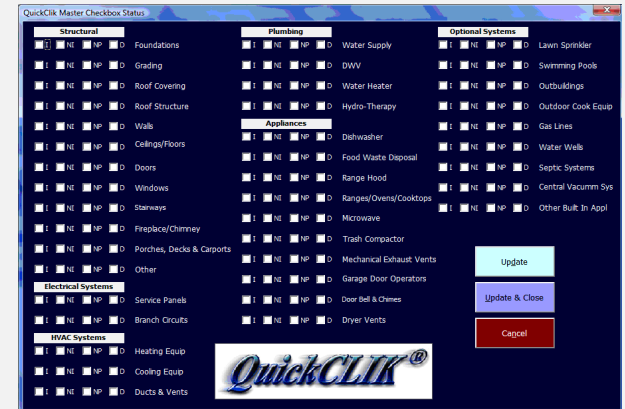 QuickClik Master Checkbox Status
Structural
I NI NP D Foundations
I NI NP D Grading
I NI NP D Roof Covering
I NI NP D Roof Structure
I NI NP D Walls
I NI NP D Ceilings/Floors
I NI NP D Doors
I NI NP D Windows
I NI NP D Stairways
I NI NP D Fireplace/Chimney
I NI NP D Porches, Decks & Carports
I NI NP D Other
Electrical Systems
I NI NP D Service Panels
I NI NP D Branch Circuits
HVAC Systems
I NI NP D Heating Equip
I NI NP D Cooling Equip
I NI NP D Ducts & Vents
Plumbing
I NI NP D Water Supply
I NI NP D DWV
I NI NP D Water Heater
I NI NP D Hydro-Therapy
Appliances
I NI NP D Dishwasher
I NI NP D Food Waste Disposal
I NI NP D Range Hood
I NI NP D Ranges/Ovens/Cooktops
I NI NP D Microwave
I NI NP D Trash Compactor
I NI NP D Mechanical Exhaust Vents
I NI NP D Garage Door Operators
I NI NP D Door Bell & Chimes
I NI NP D Dryer Vents
QuickCLIK ®
Optional Systems
I NI NP D Lawn Sprinkler
I NI NP D Swimming Pools
I NI NP D Outbuildings
I NI NP D Outdoor Cook Equip
I NI NP D Gas Lines
I NI NP D Water Wells
I NI NP D Septic Systems
I NI NP D Central Vacumm Sys
I NI NP D Other Built In Appl
Update
Update & Close
Cancel